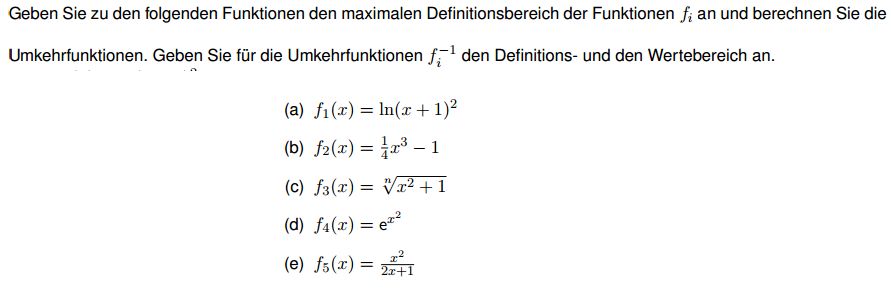 Geben Sie zu den folgenden Funktionen den maximalen Definitionsbereich der Funktionen $f_i$ an und berechnen Sie die
Umkehrfunktionen. Geben Sie für die Umkehrfunktionen $f_i^{-1}$ den Definitions- und den Wertebereich an.
(a) $f_1(x) = \ln(x+1)^2$
(b) $f_2(x) = \frac{1}{4}x^3 - 1$
(c) $f_3(x) = \sqrt[n]{x^2+1}$
(d) $f_4(x) = e^{x^2}$
(e) $f_5(x) = \frac{x^2}{2x+1}$